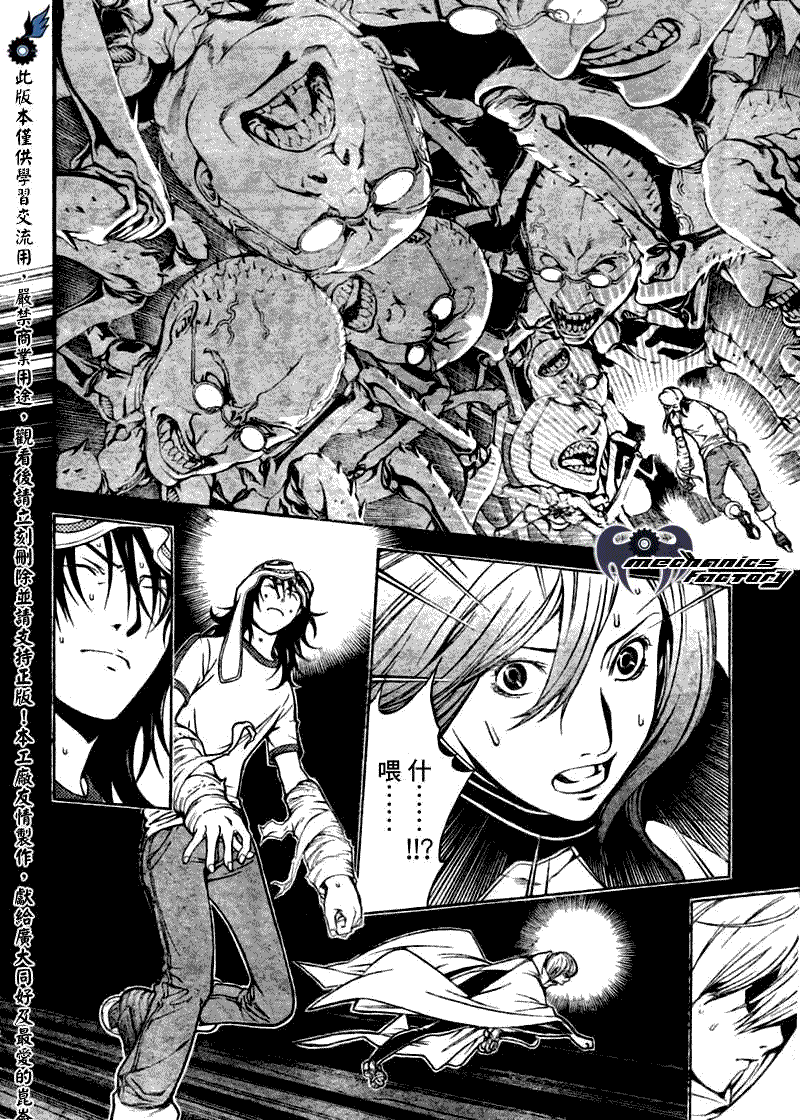 此版本僅供學習交流用，嚴禁商業用途，觀看後請立刻刪除並請支持正版！本工廠友情製作，獻給廣大同好及最愛的崑
mechanics
factory
什……!!?
喂……